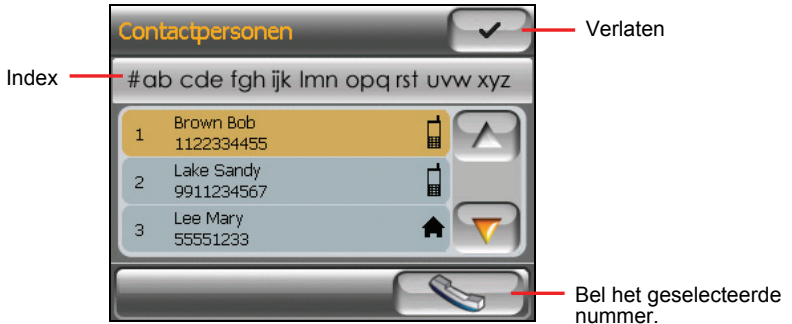 Contactpersonen
Verlaten
Index
#ab cde fgh ijk lmn opq rst uvw xyz
1 Brown Bob
1122334455
2 Lake Sandy
9911234567
3 Lee Mary
55551233
Bel het geselecteerde
nummer.